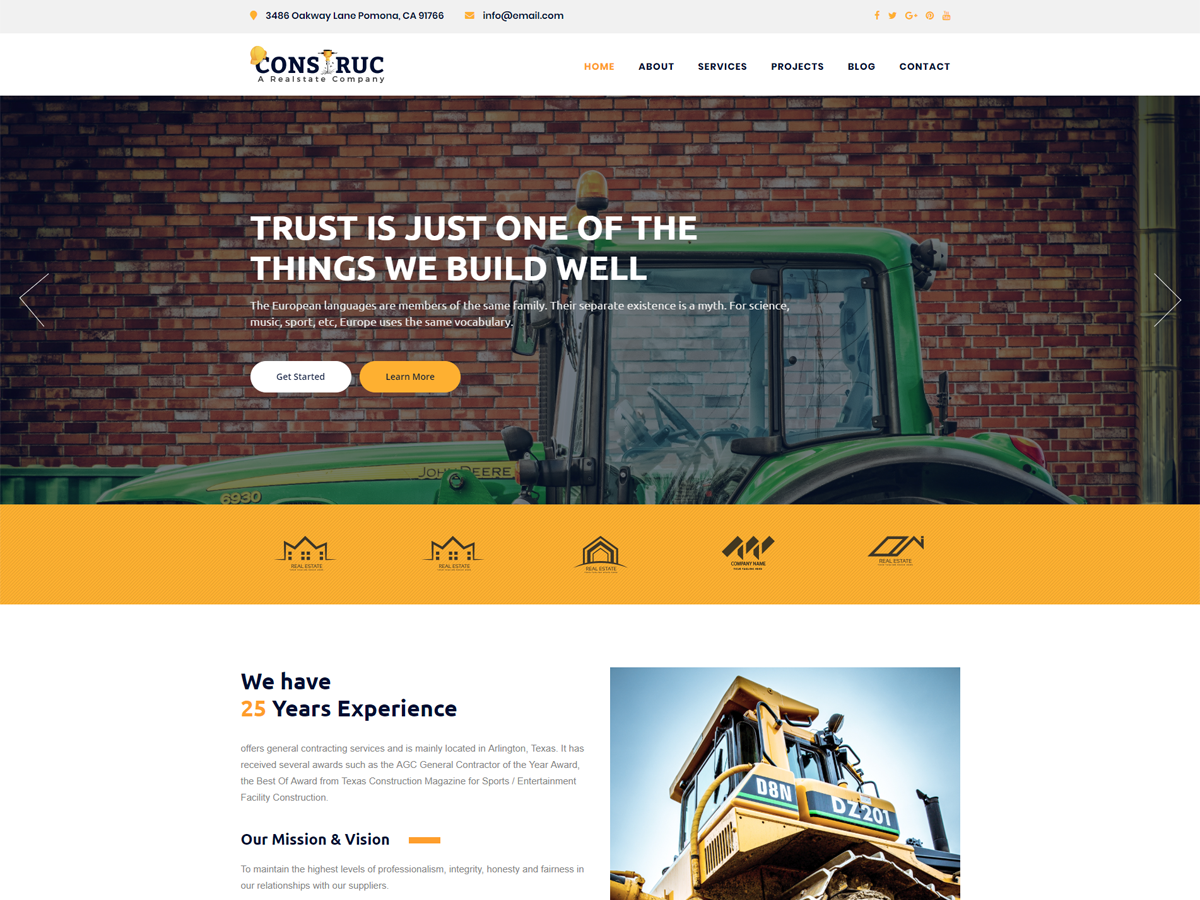 3486 Oakway Lane Pomona, CA 91766 info@email.com
CONSTRUC
A Realstate Company
HOME ABOUT SERVICES PROJECTS BLOG CONTACT
TRUST IS JUST ONE OF THE
THINGS WE BUILD WELL
The European languages are members of the same family. Their separate existence is a myth. For science,
music, sport, etc, Europe uses the same vocabulary.
Get Started Learn More
JOHN DEERE
6930
REAL ESTATE
REAL ESTATE
REAL ESTATE
COMPANY NAME
YOUR TAGLINE HERE
REAL ESTATE
We have
25 Years Experience
offers general contracting services and is mainly located in Arlington, Texas. It has
received several awards such as the AGC General Contractor of the Year Award,
the Best Of Award from Texas Construction Magazine for Sports / Entertainment
Facility Construction.
Our Mission & Vision
To maintain the highest levels of professionalism, integrity, honesty and fairness in
our relationships with our suppliers.
D8N
DZ201